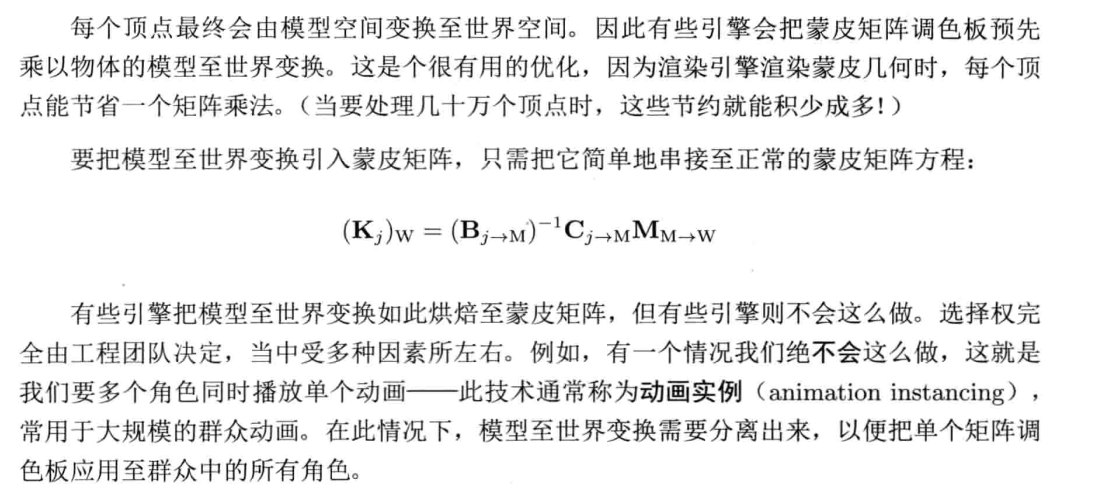 每个顶点最终会由模型空间变换至世界空间。因此有些引擎会把蒙皮矩阵调色板预先
乘以物体的模型至世界变换。这是个很有用的优化，因为渲染引擎渲染蒙皮几何时，每个顶
点能节省一个矩阵乘法。（当要处理几十万个顶点时，这些节约就能积少成多！）
要把模型至世界变换引入蒙皮矩阵，只需把它简单地串接至正常的蒙皮矩阵方程：
(K_j)_W = (B_{j→M})^{-1} C_{j→M} M_{M→W}
有些引擎把模型至世界变换如此烘焙至蒙皮矩阵，但有些引擎则不会这么做。选择权完
全由工程团队决定，当中受多种因素所左右。例如，有一个情况我们绝不会这么做，这就是
我们要多个角色同时播放单个动画——此技术通常称为动画实例（animation instancing），
常用于大规模的群众动画。在此情况下，模型至世界变换需要分离出来，以便把单个矩阵调
色板应用至群众中的所有角色。